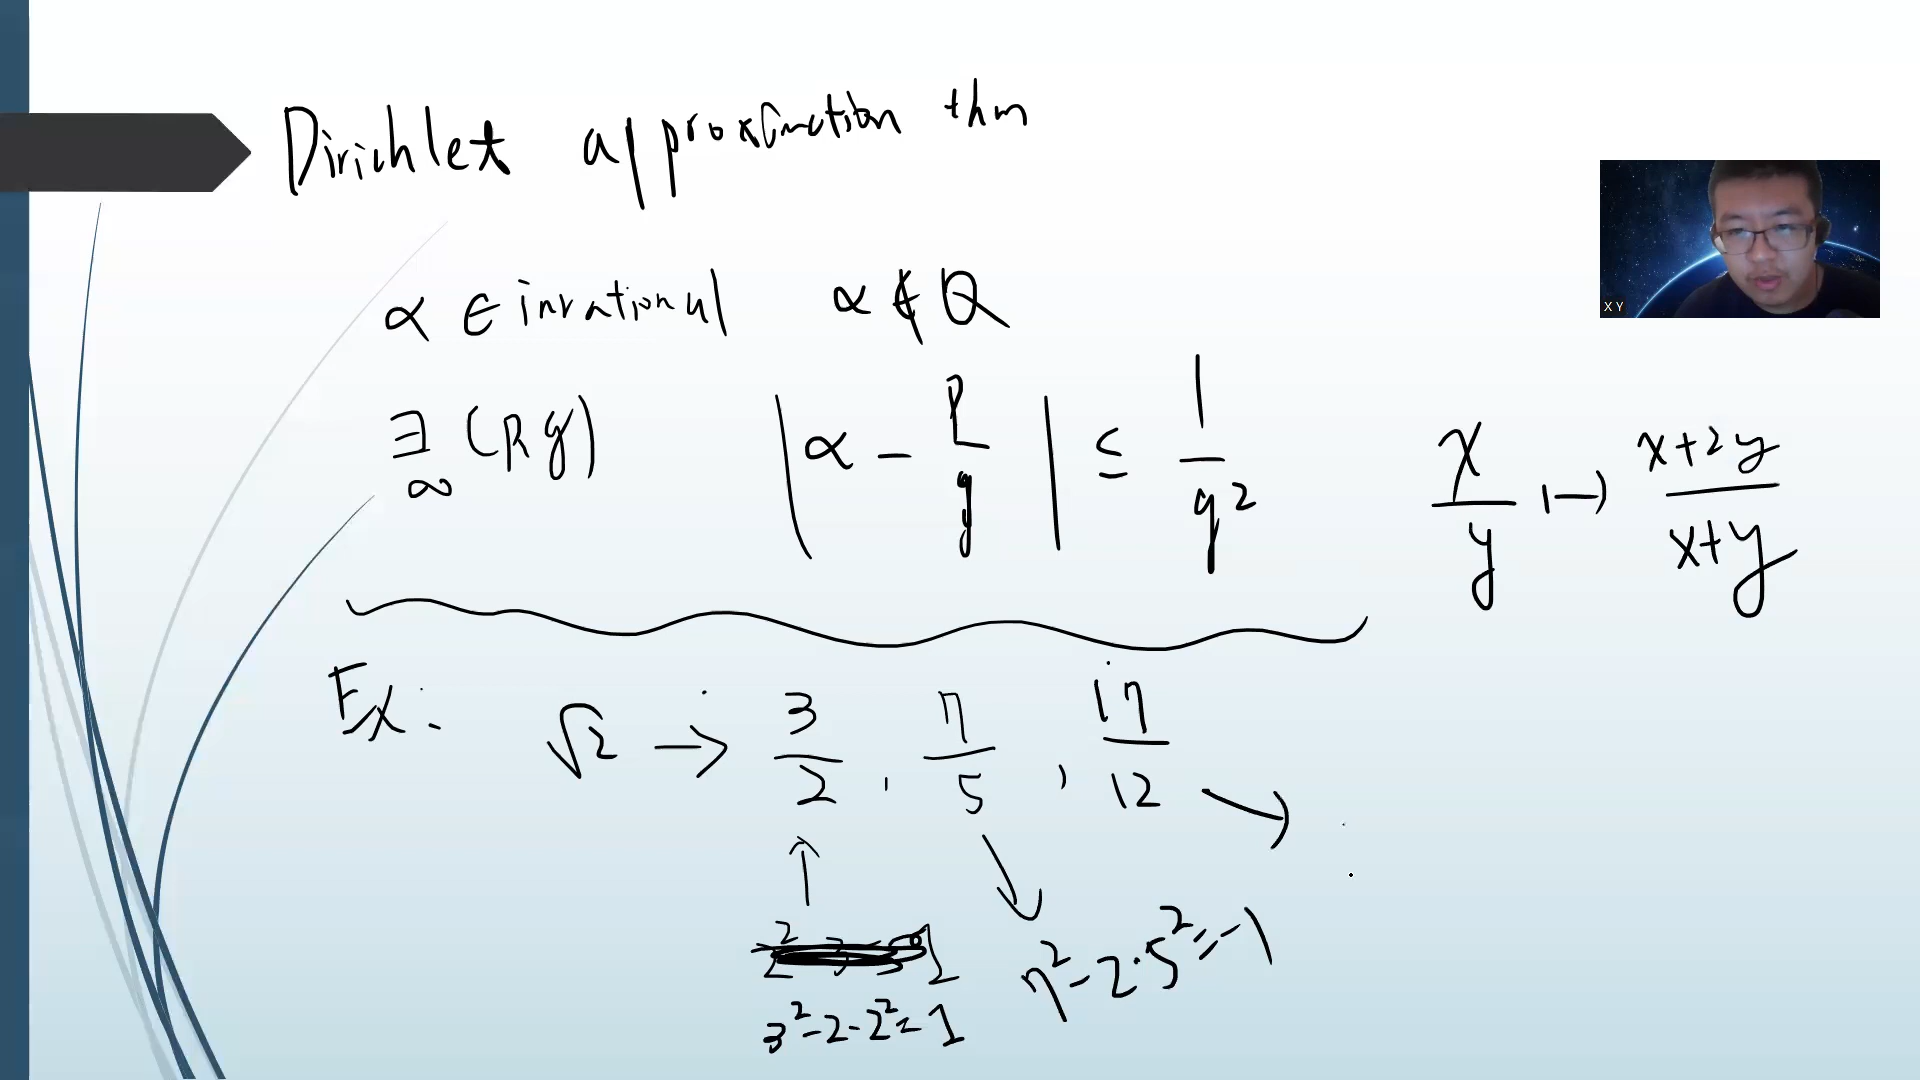 Dirichlet approximation thm
α ∈ irrational α ∉ Q
∃ (p, q) | α - p/q | ≤ 1/q²
∞
x/y ↦ x+2y/x+y
X Y
Ex: √2 → 3/2 , 7/5 , 17/12 →
3² - 2 · 2² = 1
7² - 2 · 5² = -1